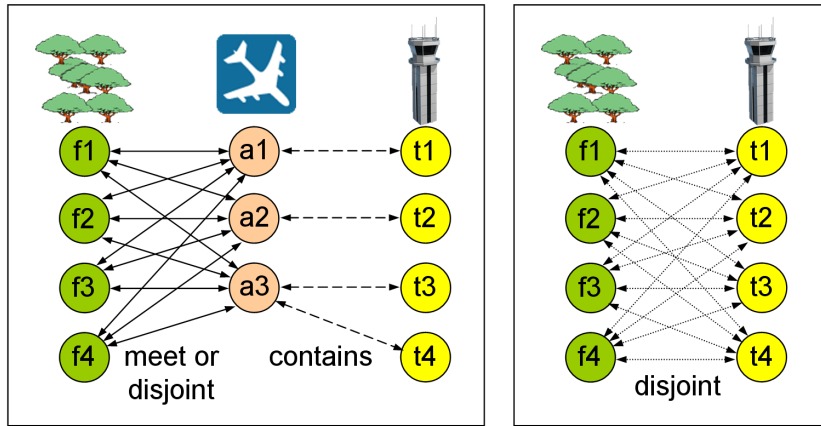 f1 a1 t1
f2 a2 t2
f3 a3 t3
f4 t4
meet or
disjoint
contains
f1 t1
f2 t2
f3 t3
f4 t4
disjoint